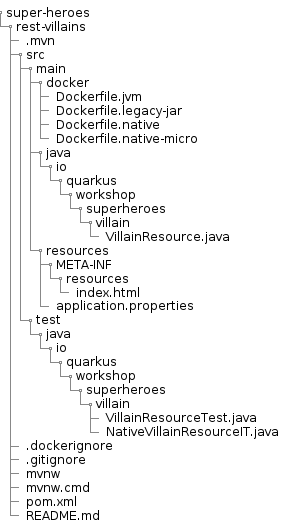 super-heroes
rest-villains
.mvn
src
main
docker
Dockerfile.jvm
Dockerfile.legacy-jar
Dockerfile.native
Dockerfile.native-micro
java
io
quarkus
workshop
superheroes
villain
VillainResource.java
resources
META-INF
resources
index.html
application.properties
test
java
io
quarkus
workshop
superheroes
villain
VillainResourceTest.java
NativeVillainResourceIT.java
.dockerignore
.gitignore
mvnw
mvnw.cmd
pom.xml
README.md